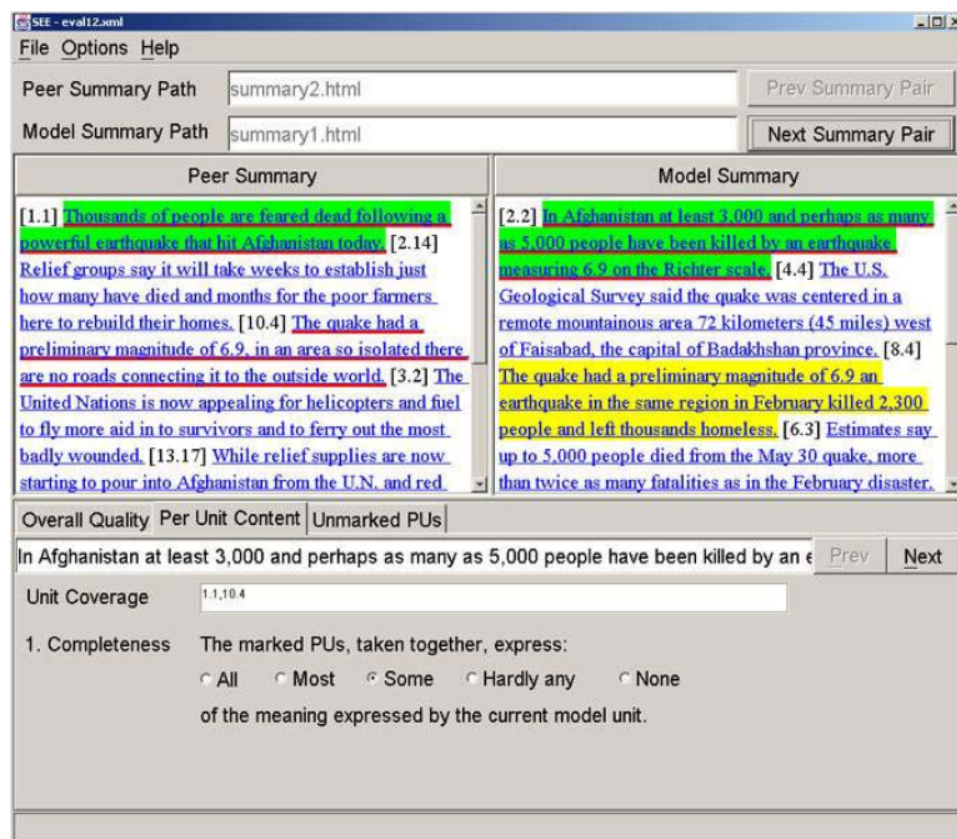 SEE - eval12.xml
File Options Help
Peer Summary Path summary2.html Prev Summary Pair
Model Summary Path summary1.html Next Summary Pair
Peer Summary
[1.1] Thousands of people are feared dead following a
powerful earthquake that hit Afghanistan today. [2.14]
Relief groups say it will take weeks to establish just
how many have died and months for the poor farmers
here to rebuild their homes. [10.4] The quake had a
preliminary magnitude of 6.9, in an area so isolated there
are no roads connecting it to the outside world. [3.2] The
United Nations is now appealing for helicopters and fuel
to fly more aid in to survivors and to ferry out the most
badly wounded. [13.17] While relief supplies are now
starting to pour into Afghanistan from the U.N. and red
Model Summary
[2.2] In Afghanistan at least 3,000 and perhaps as many
as 5,000 people have been killed by an earthquake
measuring 6.9 on the Richter scale. [4.4] The U.S.
Geological Survey said the quake was centered in a
remote mountainous area 72 kilometers (45 miles) west
of Faisabad, the capital of Badakhshan province. [8.4]
The quake had a preliminary magnitude of 6.9 an
earthquake in the same region in February killed 2,300
people and left thousands homeless. [6.3] Estimates say
up to 5,000 people died from the May 30 quake, more
than twice as many fatalities as in the February disaster.
Overall Quality Per Unit Content Unmarked PUs
In Afghanistan at least 3,000 and perhaps as many as 5,000 people have been killed by an e Prev Next
Unit Coverage 1.1,10.4
1. Completeness The marked PUs, taken together, express:
All Most Some Hardly any None
of the meaning expressed by the current model unit.